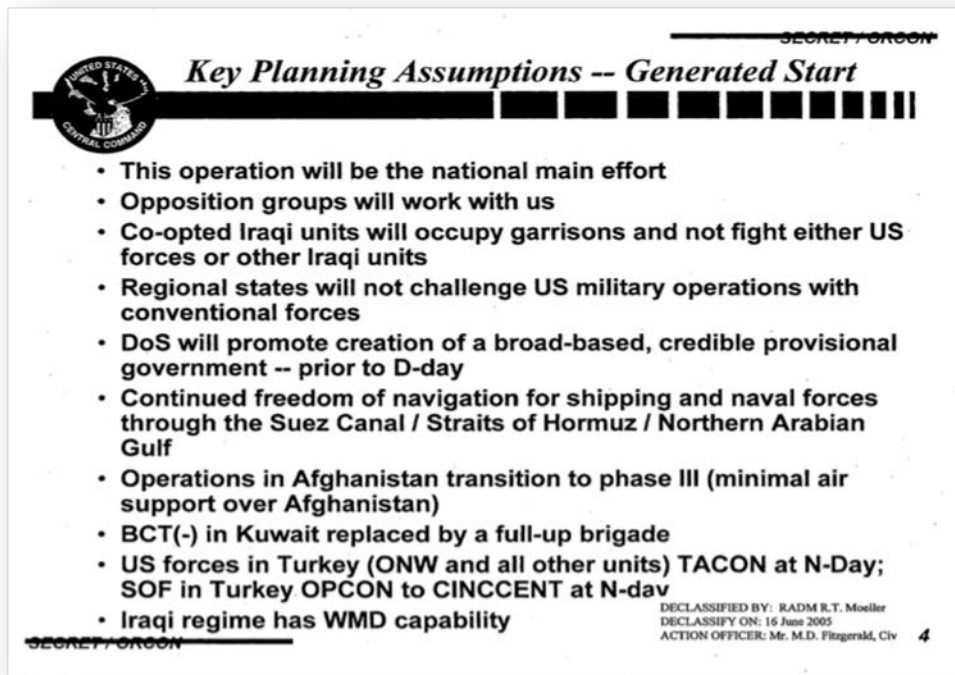 SECRET / ORCON
UNITED STATES
CENTRAL COMMAND
Key Planning Assumptions -- Generated Start
• This operation will be the national main effort
• Opposition groups will work with us
• Co-opted Iraqi units will occupy garrisons and not fight either US
forces or other Iraqi units
• Regional states will not challenge US military operations with
conventional forces
• DoS will promote creation of a broad-based, credible provisional
government -- prior to D-day
• Continued freedom of navigation for shipping and naval forces
through the Suez Canal / Straits of Hormuz / Northern Arabian
Gulf
• Operations in Afghanistan transition to phase III (minimal air
support over Afghanistan)
• BCT(-) in Kuwait replaced by a full-up brigade
• US forces in Turkey (ONW and all other units) TACON at N-Day;
SOF in Turkey OPCON to CINCCENT at N-day
• Iraqi regime has WMD capability
DECLASSIFIED BY: RADM R.T. Moeller
DECLASSIFY ON: 16 June 2005
ACTION OFFICER: Mr. M.D. Fitzgerald, Civ
4
SECRET / ORCON